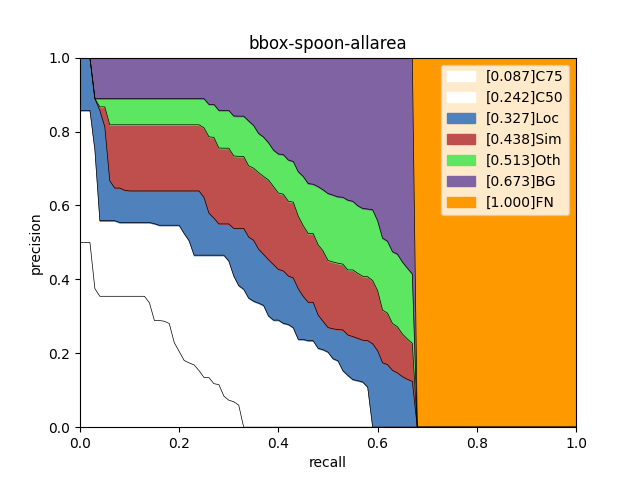 bbox-spoon-allarea
1.0
0.8
0.6
0.4
0.2
0.0
precision
[0.087]C75
[0.242]C50
[0.327]Loc
[0.438]Sim
[0.513]Oth
[0.673]BG
[1.000]FN
0.0 0.2 0.4 0.6 0.8 1.0
recall